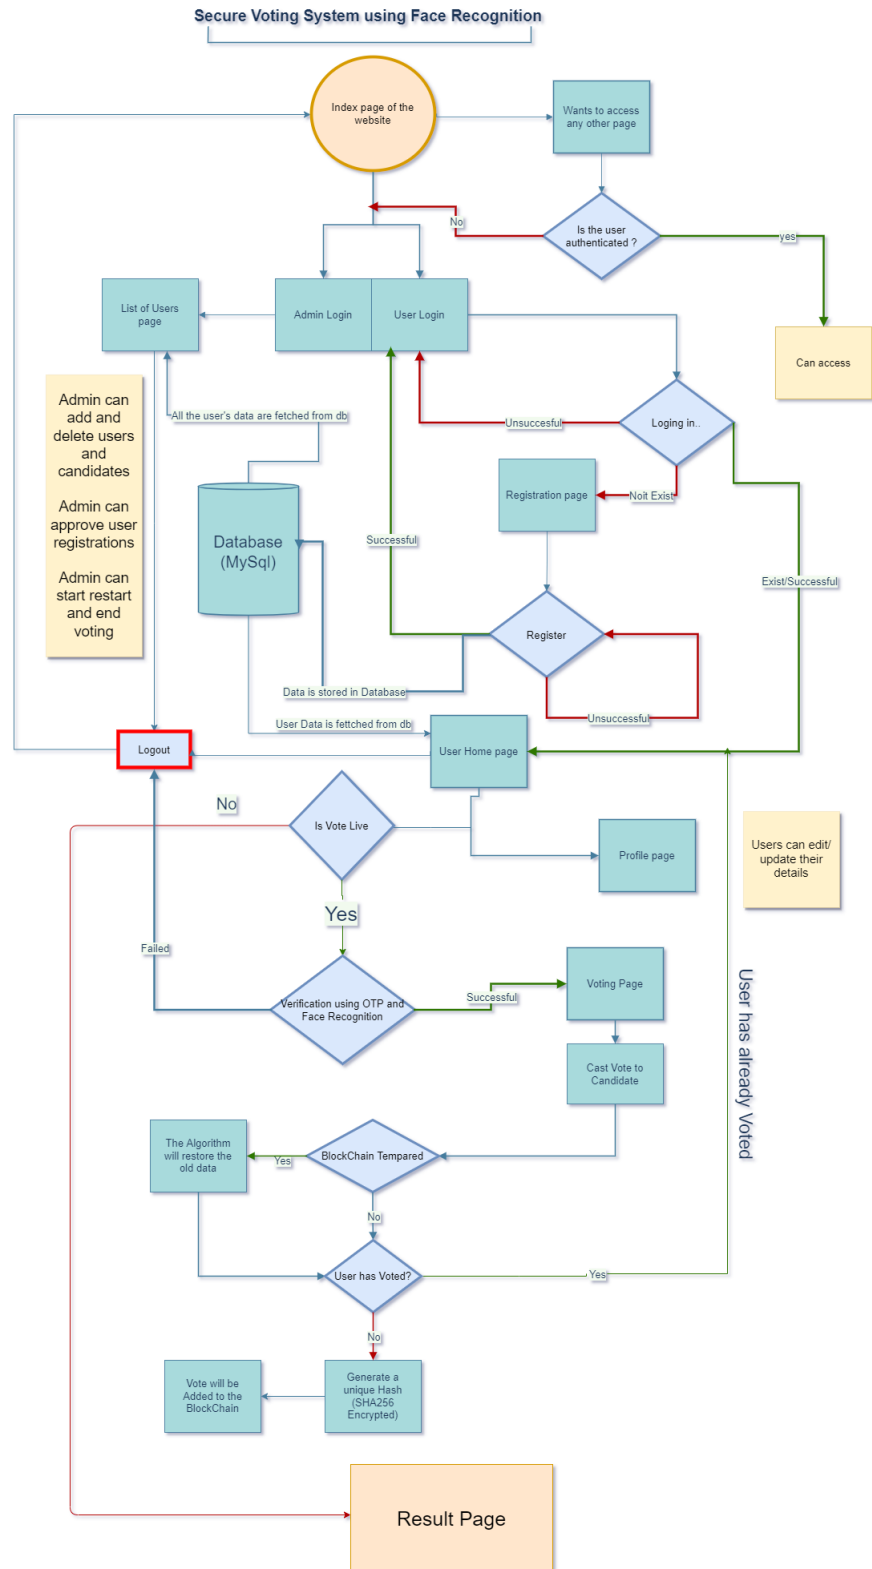 Secure Voting System using Face Recognition
Index page of the
website
Wants to access
any other page
Is the user
authenticated ?
No
yes
List of Users
page
Admin Login
User Login
Can access
All the user's data are fetched from db
Unsuccesful
Loging in..
Admin can
add and
delete users
and
candidates
Admin can
approve user
registrations
Admin can
start restart
and end
voting
Registration page
Noit Exist
Database
(MySql)
Successful
Exist/Successful
Register
Data is stored in Database
Unsuccessful
User Data is fettched from db
Logout
User Home page
No
Is Vote Live
Profile page
Users can edit/
update their
details
Yes
Failed
Verification using OTP and
Face Recognition
Successful
Voting Page
User has already Voted
Cast Vote to
Candidate
The Algorithm
will restore the
old data
Yes
BlockChain Tempared
No
User has Voted?
Yes
No
Vote will be
Added to the
BlockChain
Generate a
unique Hash
(SHA256
Encrypted)
Result Page